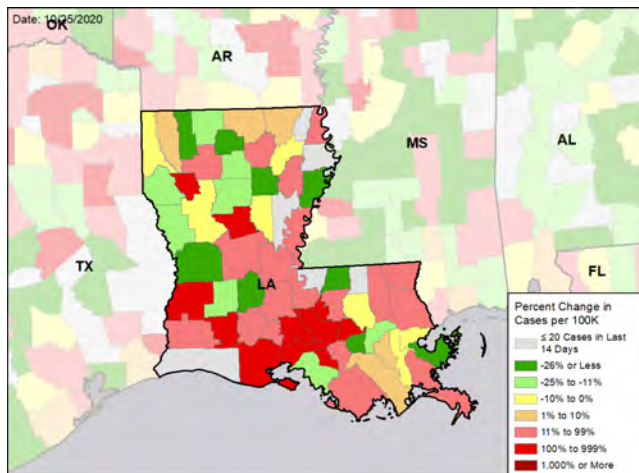 Date: 10/25/2020
OK
AR
MS
AL
TX
LA
FL
Percent Change in
Cases per 100K
≤ 20 Cases in Last
14 Days
-26% or Less
-25% to -11%
-10% to 0%
1% to 10%
11% to 99%
100% to 999%
1,000% or More